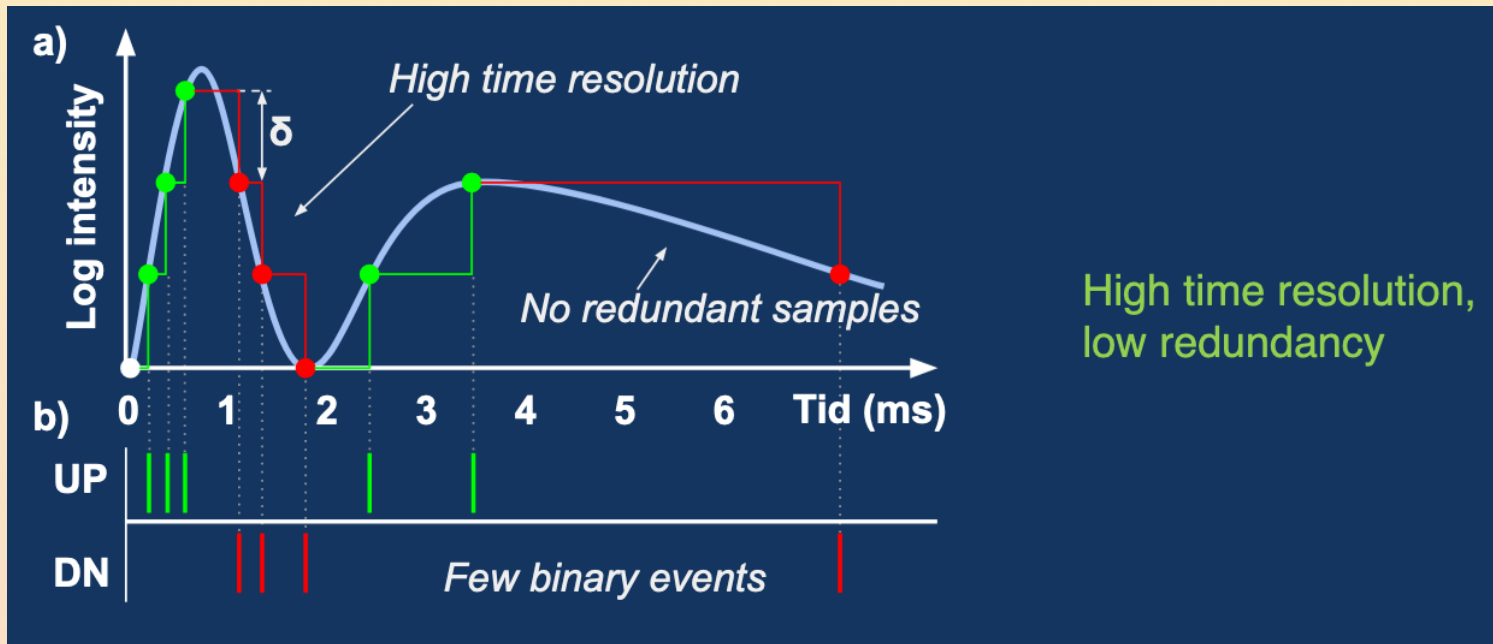 a)
High time resolution
δ
Log intensity
No redundant samples
High time resolution,
low redundancy
0 1 2 3 4 5 6 Tid (ms)
b)
UP
DN
Few binary events